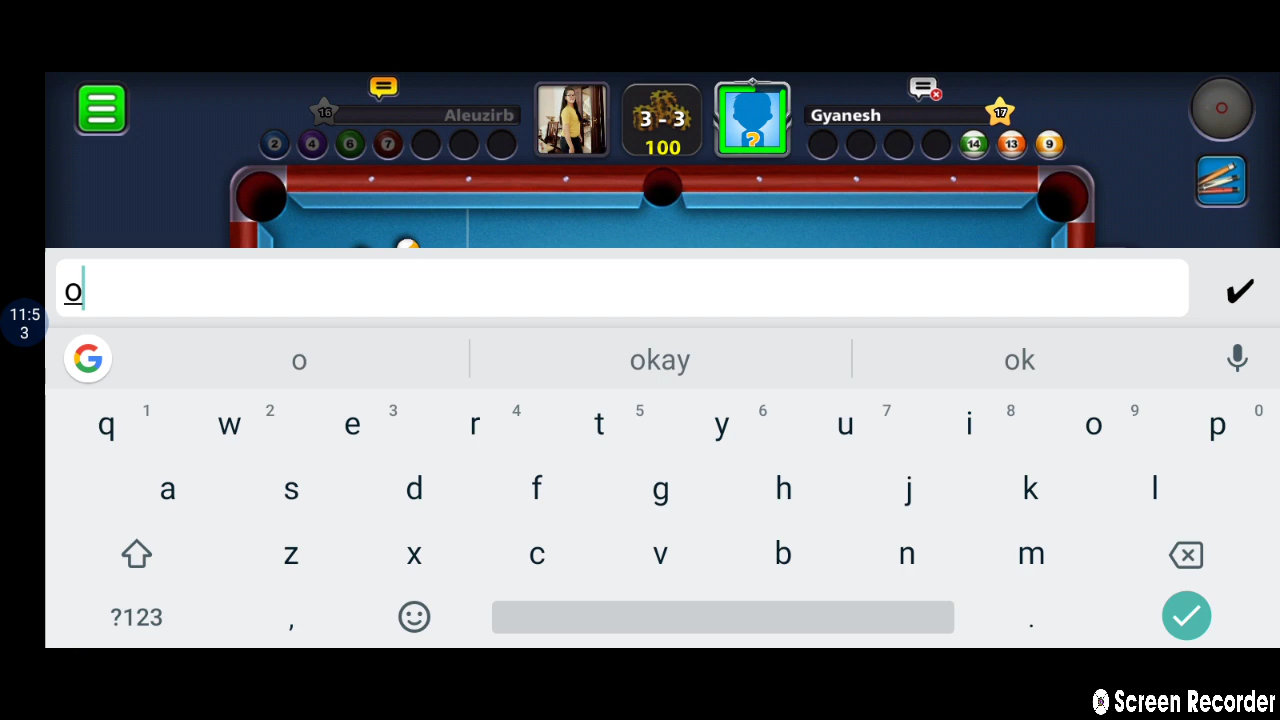 16 Aleuzirb 3 - 3 Gyanesh 17
2 4 6 7 100 14 13 9
o
11:5
3
o okay ok
q 1 w 2 e 3 r 4 t 5 y 6 u 7 i 8 o 9 p 0
a s d f g h j k l
z x c v b n m
?123 , .
Screen Recorder